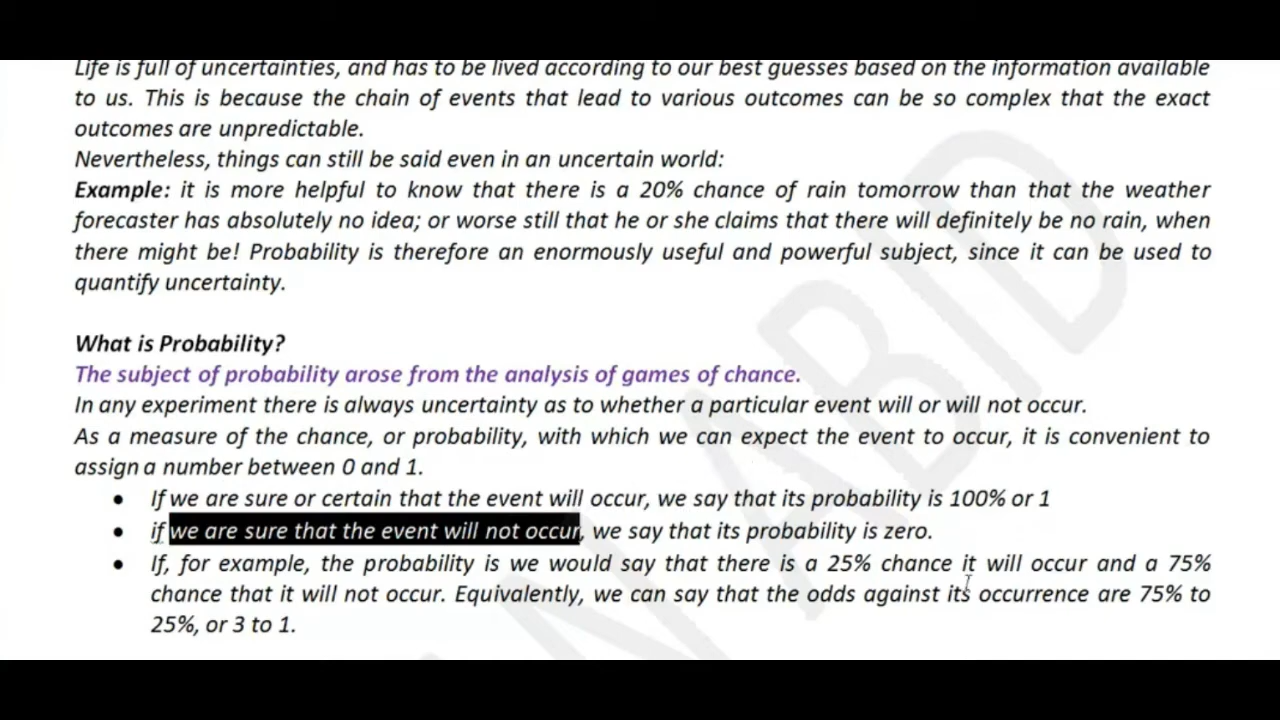 Life is full of uncertainties, and has to be lived according to our best guesses based on the information available
to us. This is because the chain of events that lead to various outcomes can be so complex that the exact
outcomes are unpredictable.
Nevertheless, things can still be said even in an uncertain world:
Example: it is more helpful to know that there is a 20% chance of rain tomorrow than that the weather
forecaster has absolutely no idea; or worse still that he or she claims that there will definitely be no rain, when
there might be! Probability is therefore an enormously useful and powerful subject, since it can be used to
quantify uncertainty.
What is Probability?
The subject of probability arose from the analysis of games of chance.
In any experiment there is always uncertainty as to whether a particular event will or will not occur.
As a measure of the chance, or probability, with which we can expect the event to occur, it is convenient to
assign a number between 0 and 1.
• If we are sure or certain that the event will occur, we say that its probability is 100% or 1
• if we are sure that the event will not occur, we say that its probability is zero.
• If, for example, the probability is we would say that there is a 25% chance it will occur and a 75%
chance that it will not occur. Equivalently, we can say that the odds against its occurrence are 75% to
25%, or 3 to 1.
ABID